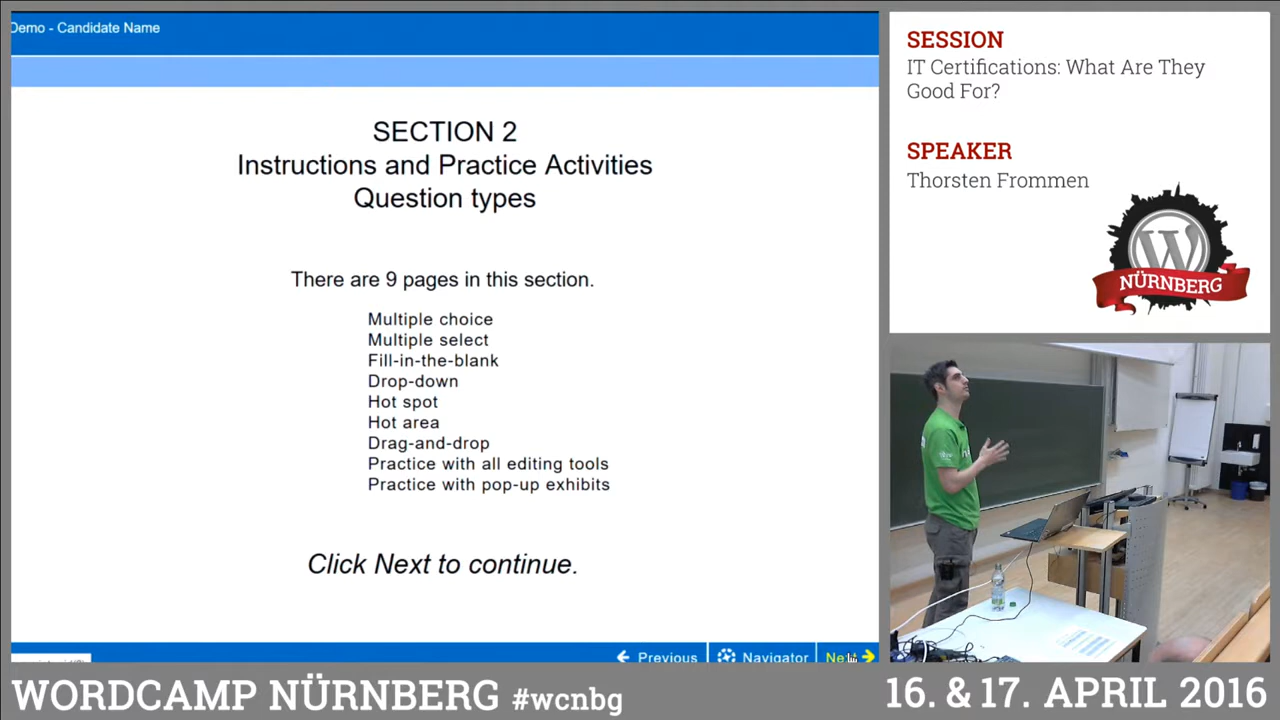 Demo - Candidate Name
SECTION 2
Instructions and Practice Activities
Question types
There are 9 pages in this section.
Multiple choice
Multiple select
Fill-in-the-blank
Drop-down
Hot spot
Hot area
Drag-and-drop
Practice with all editing tools
Practice with pop-up exhibits
Click Next to continue.
Previous
Navigator
Next
SESSION
IT Certifications: What Are They
Good For?
SPEAKER
Thorsten Frommen
NÜRNBERG
WORDCAMP NÜRNBERG #wcnbg
16. & 17. APRIL 2016